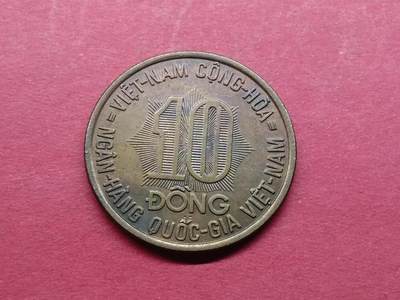 VIỆT-NAM CỘNG-HÒA
10
ĐỒNG
NGÂN-HÀNG QUỐC-GIA VIỆT-NAM